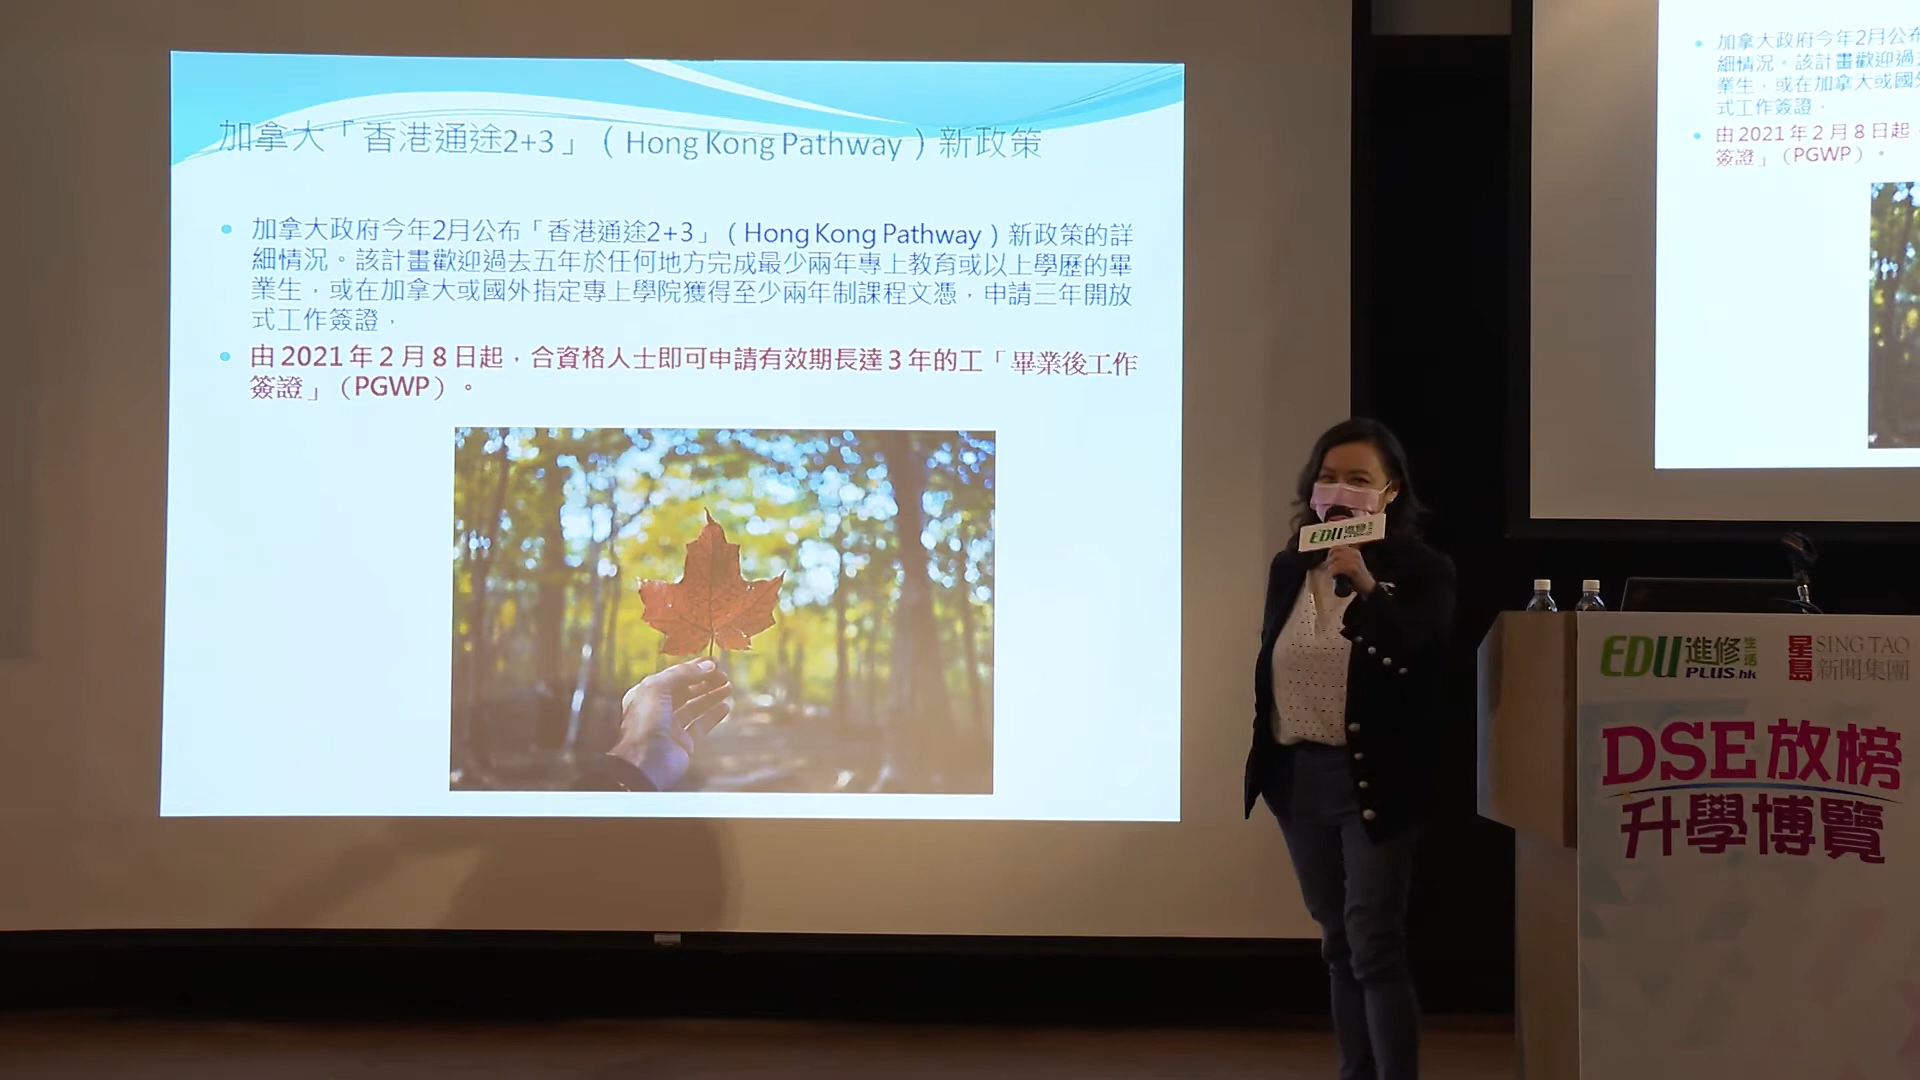 加拿大「香港通途2+3」（Hong Kong Pathway）新政策
• 加拿大政府今年2月公布「香港通途2+3」（Hong Kong Pathway）新政策的詳
細情況。該計畫歡迎過去五年於任何地方完成最少兩年專上教育或以上學歷的畢
業生，或在加拿大或國外指定專上學院獲得至少兩年制課程文憑，申請三年開放
式工作簽證，
• 由 2021 年 2 月 8 日起，合資格人士即可申請有效期長達 3 年的工「畢業後工作
簽證」（PGWP）。
• 加拿大政府今年2月公布
細情況。該計畫歡迎過
業生，或在加拿大或國外
式工作簽證，
• 由 2021 年 2 月 8 日起，
簽證」（PGWP）。
EDU 進修生活
PLUS
EDU 進修生活
PLUS.hk
星島 SING TAO
新聞集團
DSE 放榜
升學博覽